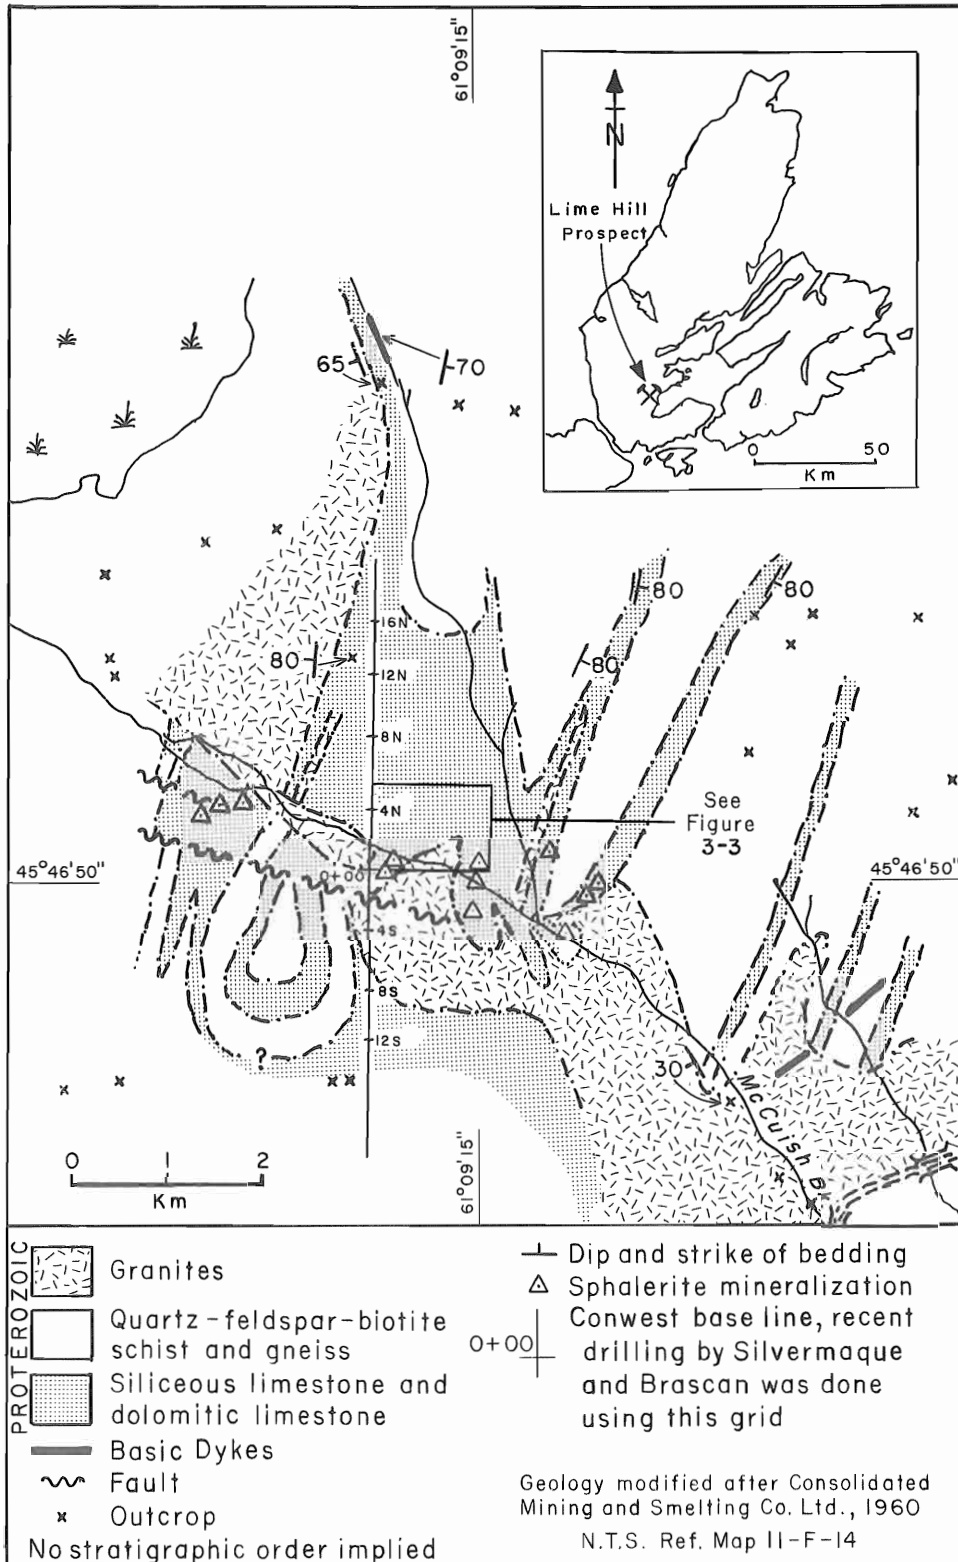 61°09'15"
N
Lime Hill
Prospect
0 50
Km
65
70
80
80
80
80
16N
12N
8N
4N
0+00
4S
8S
12S
See
Figure
3-3
45°46'50"
45°46'50"
?
30
McCuish B
0 1 2
Km
61°09'15"
PROTEROZOIC
Granites
Quartz-feldspar-biotite
schist and gneiss
Siliceous limestone and
dolomitic limestone
Basic Dykes
Fault
Outcrop
No stratigraphic order implied
Dip and strike of bedding
Sphalerite mineralization
0+00
Conwest base line, recent
drilling by Silvermaque
and Brascan was done
using this grid
Geology modified after Consolidated
Mining and Smelting Co. Ltd., 1960
N.T.S. Ref. Map 11-F-14